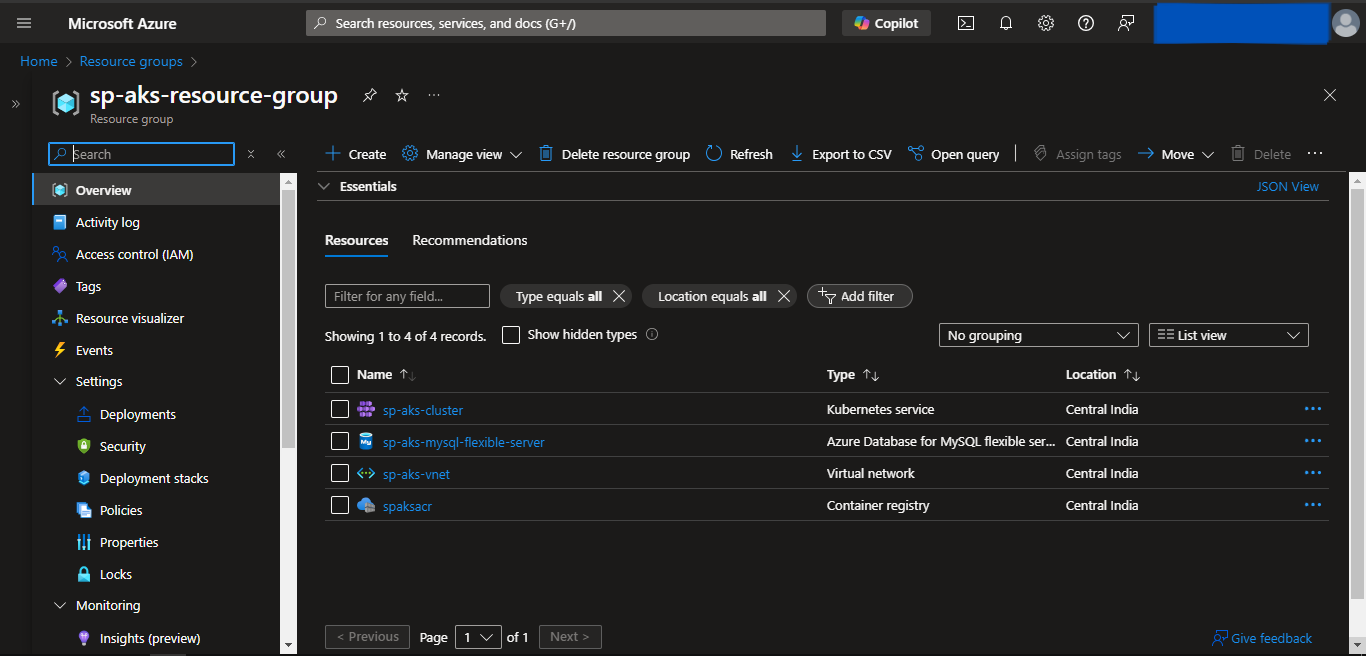 Microsoft Azure
Search resources, services, and docs (G+/)
Copilot
Home > Resource groups >
sp-aks-resource-group
Resource group
Search
Create
Manage view
Delete resource group
Refresh
Export to CSV
Open query
Assign tags
Move
Delete
Overview
Activity log
Access control (IAM)
Tags
Resource visualizer
Events
Settings
Deployments
Security
Deployment stacks
Policies
Properties
Locks
Monitoring
Insights (preview)
Essentials
JSON View
Resources
Recommendations
Filter for any field...
Type equals all
Location equals all
Add filter
Showing 1 to 4 of 4 records.
Show hidden types
No grouping
List view
Name Type Location
sp-aks-cluster Kubernetes service Central India
sp-aks-mysql-flexible-server Azure Database for MySQL flexible ser... Central India
sp-aks-vnet Virtual network Central India
spaksacr Container registry Central India
< Previous Page 1 of 1 Next >
Give feedback